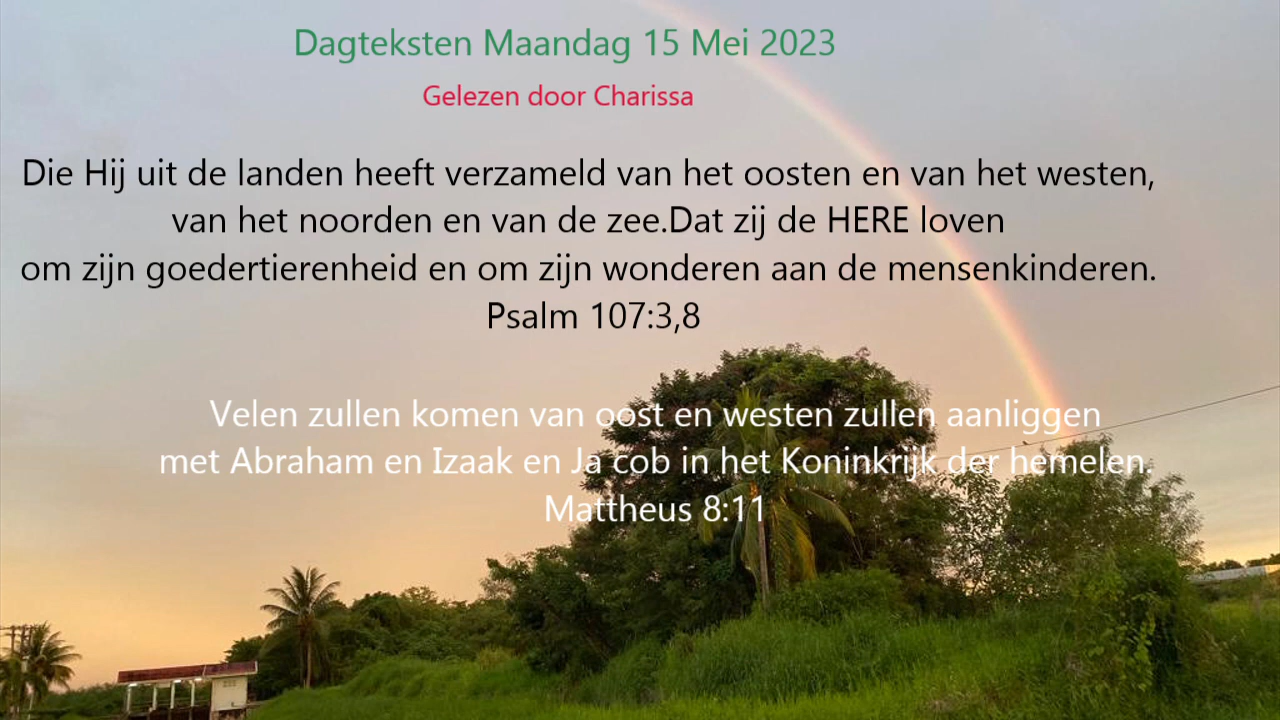 Dagteksten Maandag 15 Mei 2023
Gelezen door Charissa
Die Hij uit de landen heeft verzameld van het oosten en van het westen,
van het noorden en van de zee.Dat zij de HERE loven
om zijn goedertierenheid en om zijn wonderen aan de mensenkinderen.
Psalm 107:3,8
Velen zullen komen van oost en westen zullen aanliggen
met Abraham en Izaak en Ja cob in het Koninkrijk der hemelen.
Mattheus 8:11